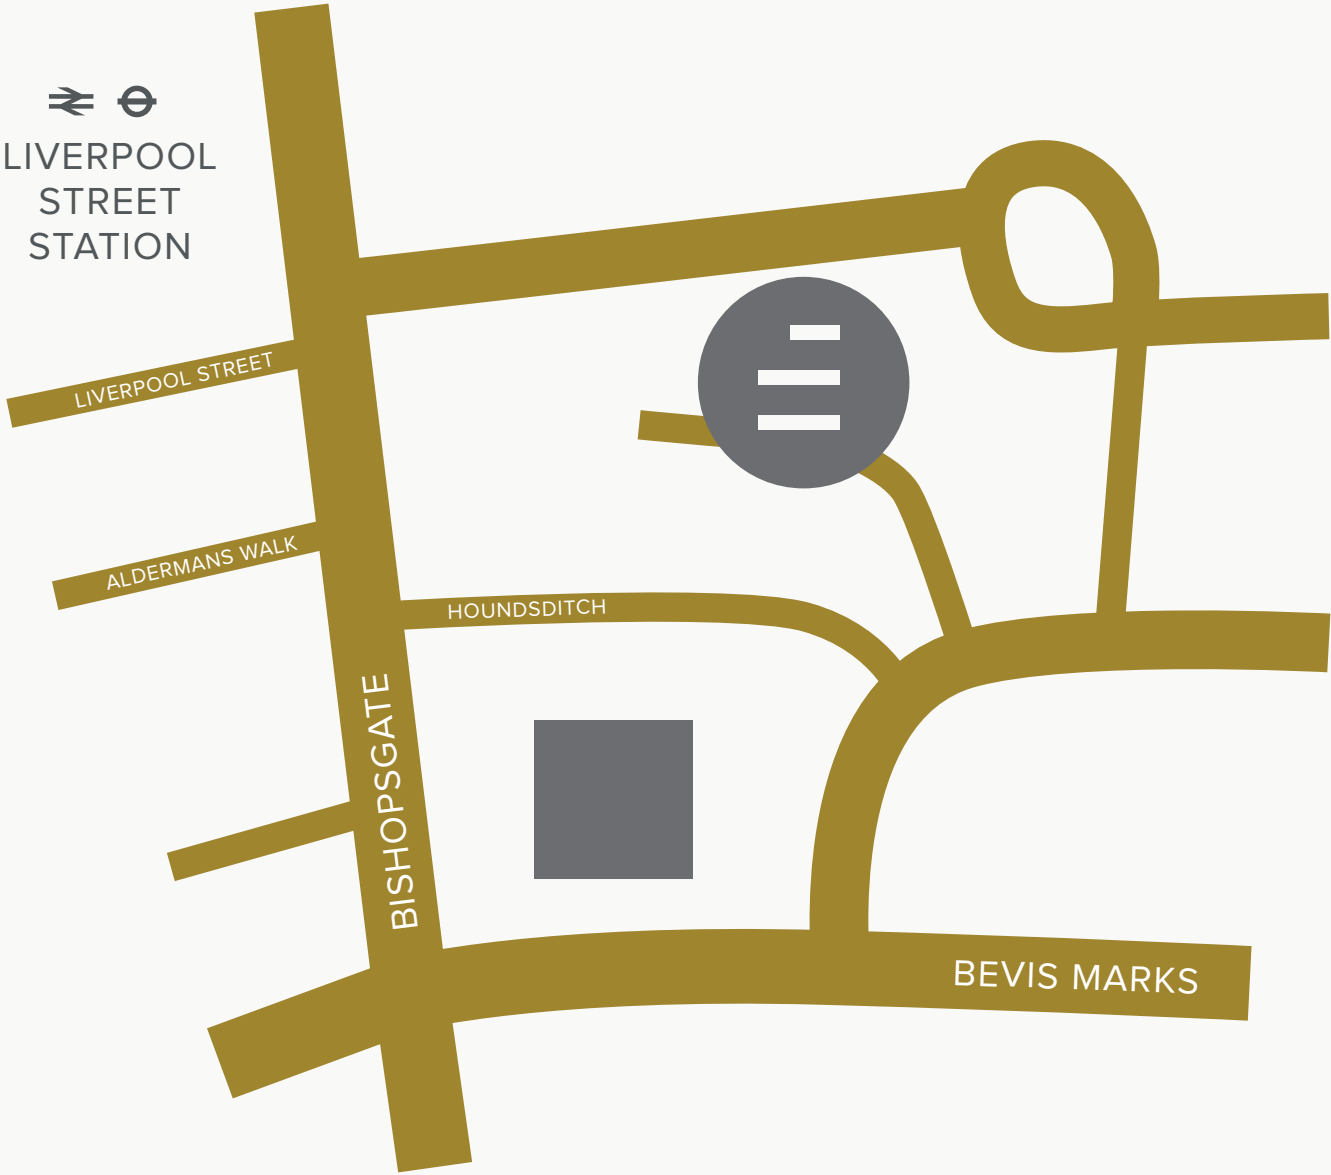 LIVERPOOL
STREET
STATION
LIVERPOOL STREET
ALDERMANS WALK
HOUNDSDITCH
BISHOPSGATE
BEVIS MARKS